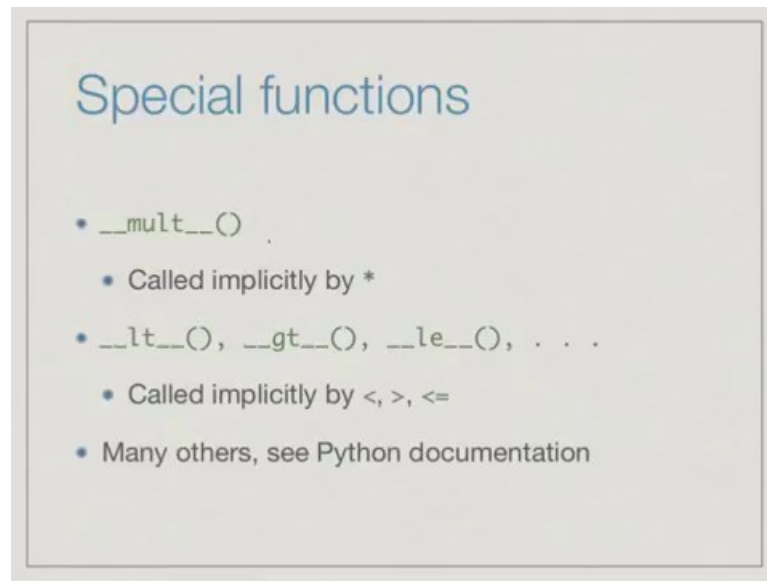 Special functions
• __mult__()
• Called implicitly by *
• __lt__(), __gt__(), __le__(), . . .
• Called implicitly by <, >, <=
• Many others, see Python documentation